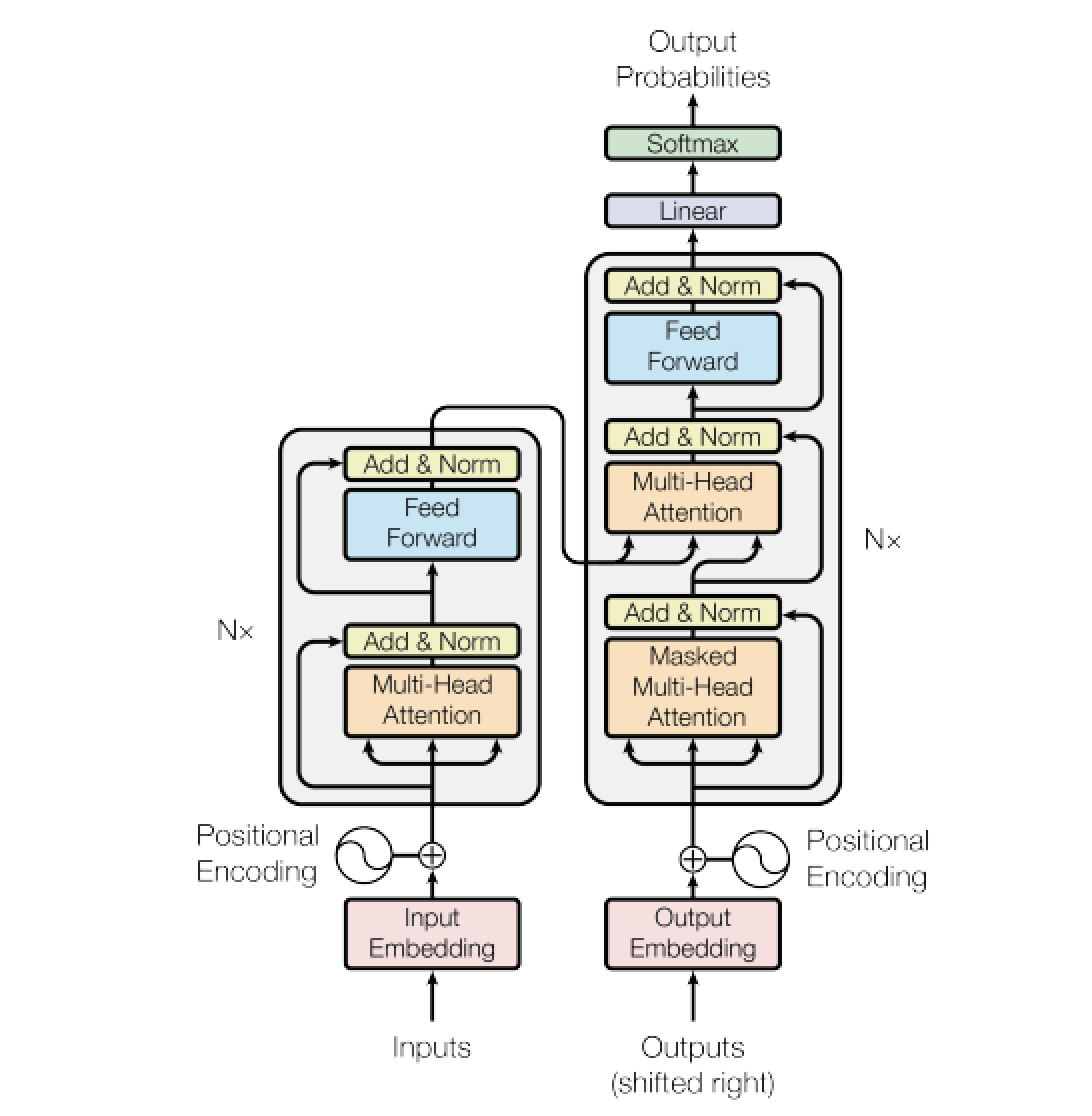 Output
Probabilities
Softmax
Linear
Add & Norm
Feed
Forward
Add & Norm
Multi-Head
Attention
Add & Norm
Masked
Multi-Head
Attention
N×
Add & Norm
Feed
Forward
Add & Norm
Multi-Head
Attention
N×
Positional
Encoding
Positional
Encoding
Input
Embedding
Output
Embedding
Inputs
Outputs
(shifted right)